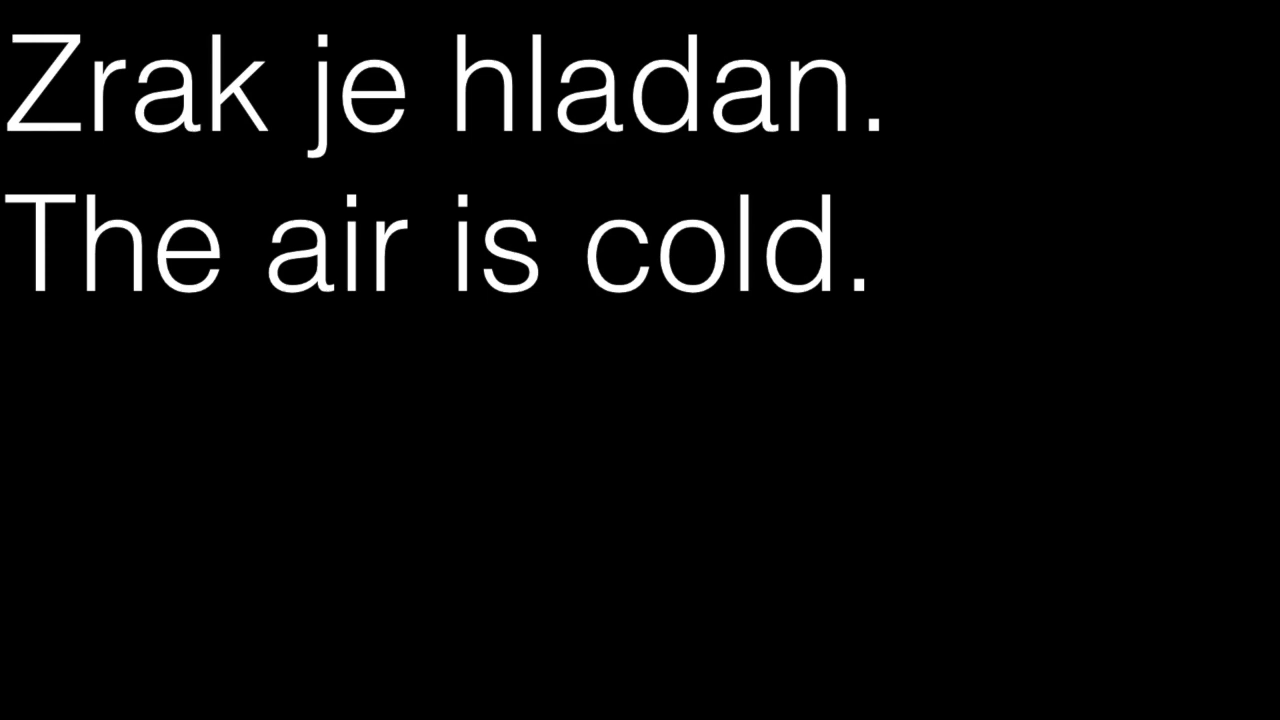 Zrak je hladan.
The air is cold.